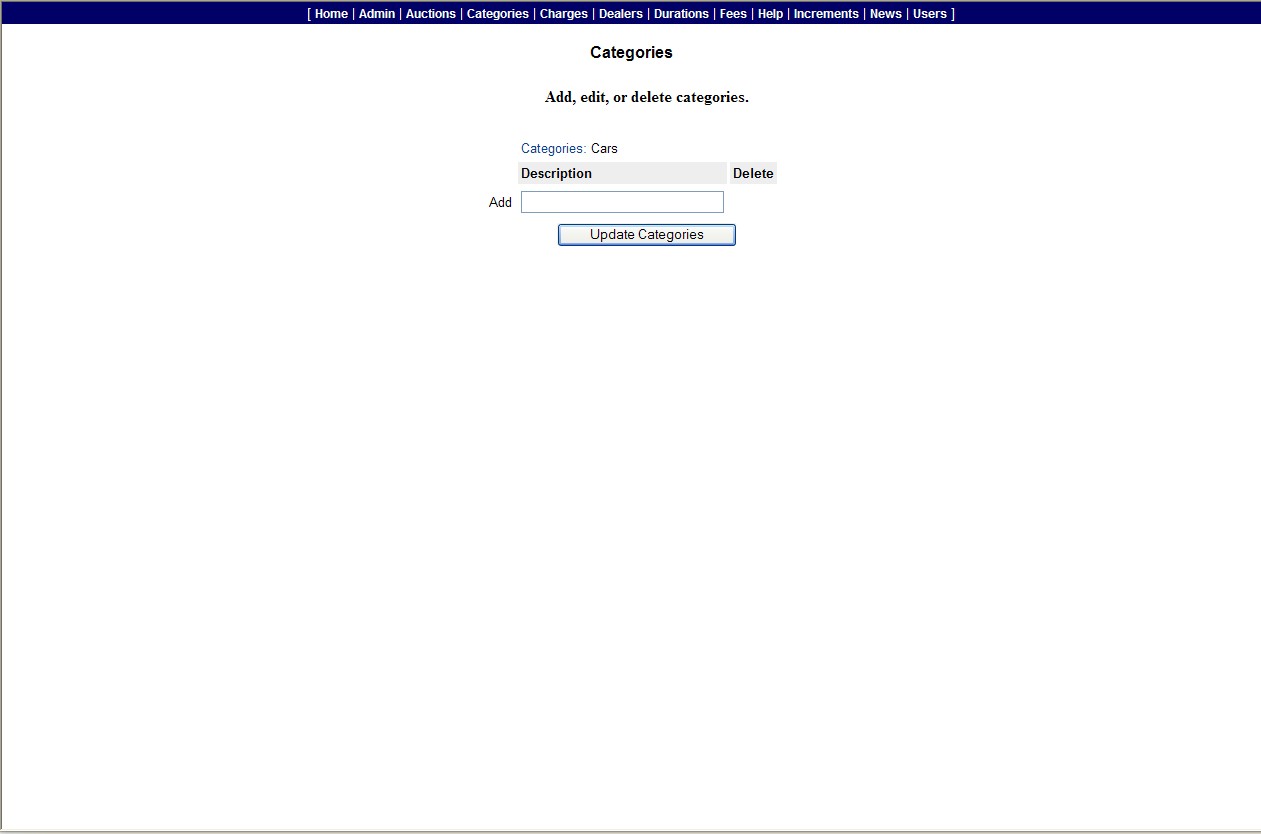 [ Home | Admin | Auctions | Categories | Charges | Dealers | Durations | Fees | Help | Increments | News | Users ]
Categories
Add, edit, or delete categories.
Categories: Cars
Description Delete
Add
Update Categories